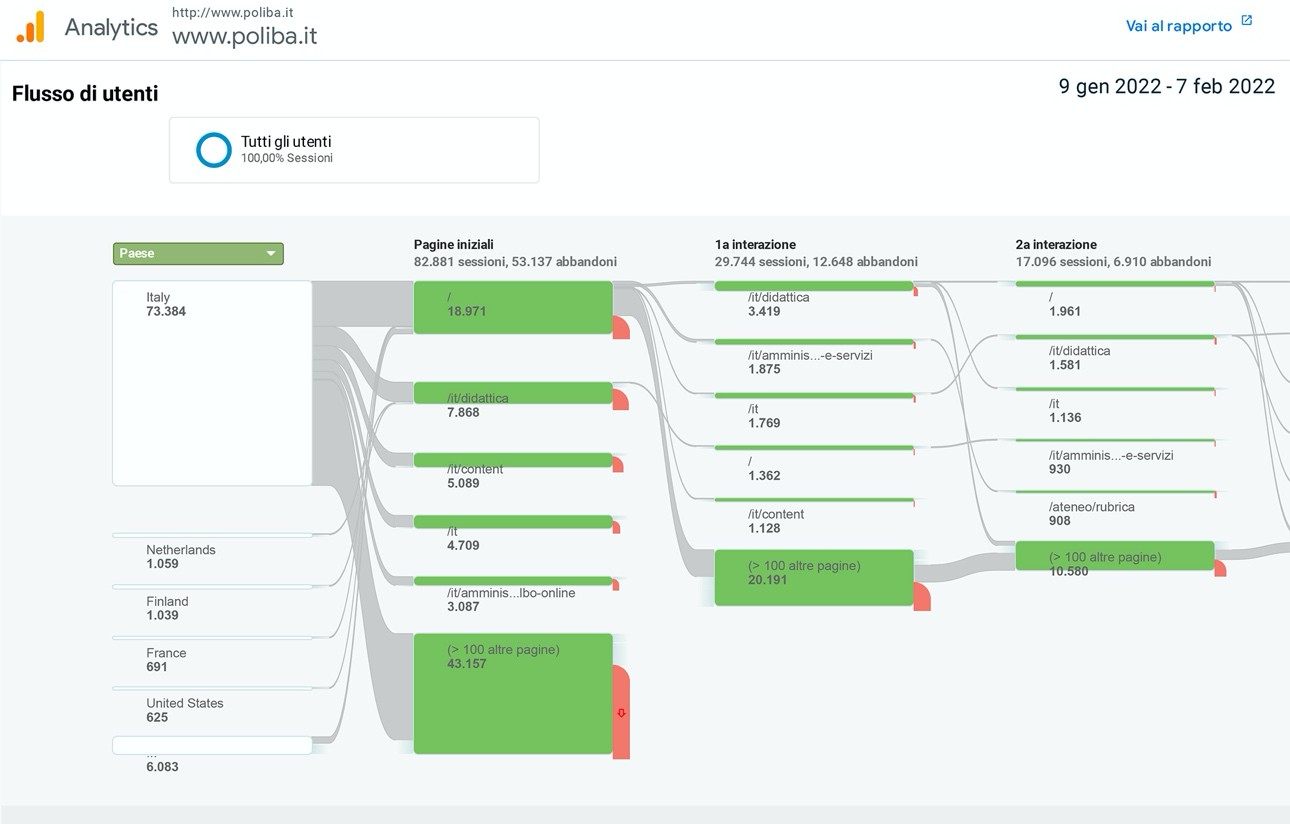 Analytics
http://www.poliba.it
www.poliba.it
Vai al rapporto
Flusso di utenti
9 gen 2022 - 7 feb 2022
Tutti gli utenti
100,00% Sessioni
Paese
Italy
73.384
Netherlands
1.059
Finland
1.039
France
691
United States
625
...
6.083
Pagine iniziali
82.881 sessioni, 53.137 abbandoni
/
18.971
/it/didattica
7.868
/it/content
5.089
/it
4.709
/it/amminis...lbo-online
3.087
(> 100 altre pagine)
43.157
1a interazione
29.744 sessioni, 12.648 abbandoni
/it/didattica
3.419
/it/amminis...-e-servizi
1.875
/it
1.769
/
1.362
/it/content
1.128
(> 100 altre pagine)
20.191
2a interazione
17.096 sessioni, 6.910 abbandoni
/
1.961
/it/didattica
1.581
/it
1.136
/it/amminis...-e-servizi
930
/ateneo/rubrica
908
(> 100 altre pagine)
10.580